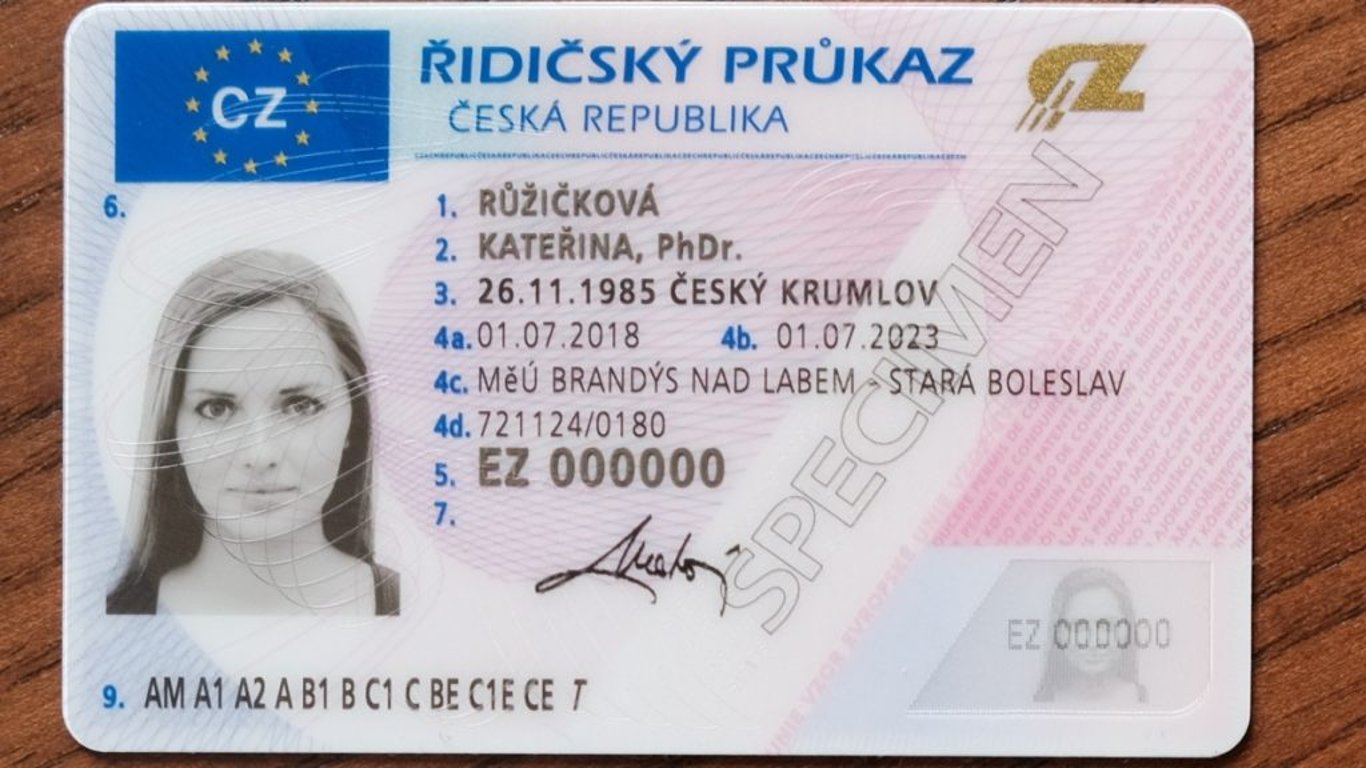 CZ
ŘIDIČSKÝ PRŮKAZ
ČESKÁ REPUBLIKA
CZ
6.
1. RŮŽIČKOVÁ
2. KATEŘINA, PhDr.
3. 26.11.1985 ČESKÝ KRUMLOV
4a. 01.07.2018 4b. 01.07.2023
4c. MěÚ BRANDÝS NAD LABEM - STARÁ BOLESLAV
4d. 721124/0180
5. EZ 000000
7.
SPECIMEN
EZ 000000
9. AM A1 A2 A B1 B C1 C BE C1E CE T